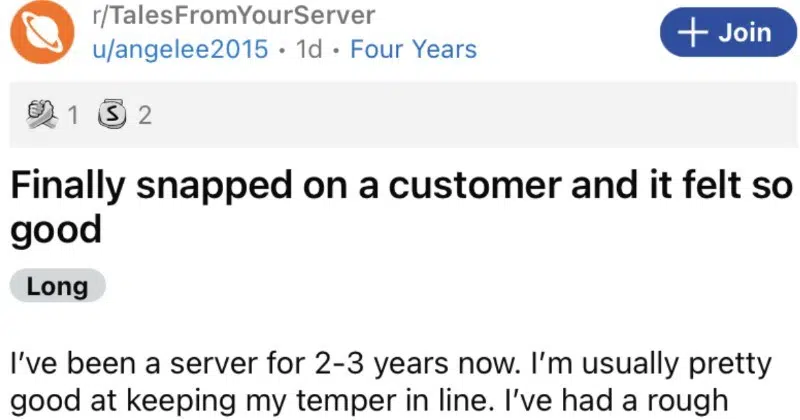 r/TalesFromYourServer
u/angelee2015 • 1d • Four Years
+ Join
1 S 2
Finally snapped on a customer and it felt so
good
Long
I've been a server for 2-3 years now. I'm usually pretty
good at keeping my temper in line. I've had a rough